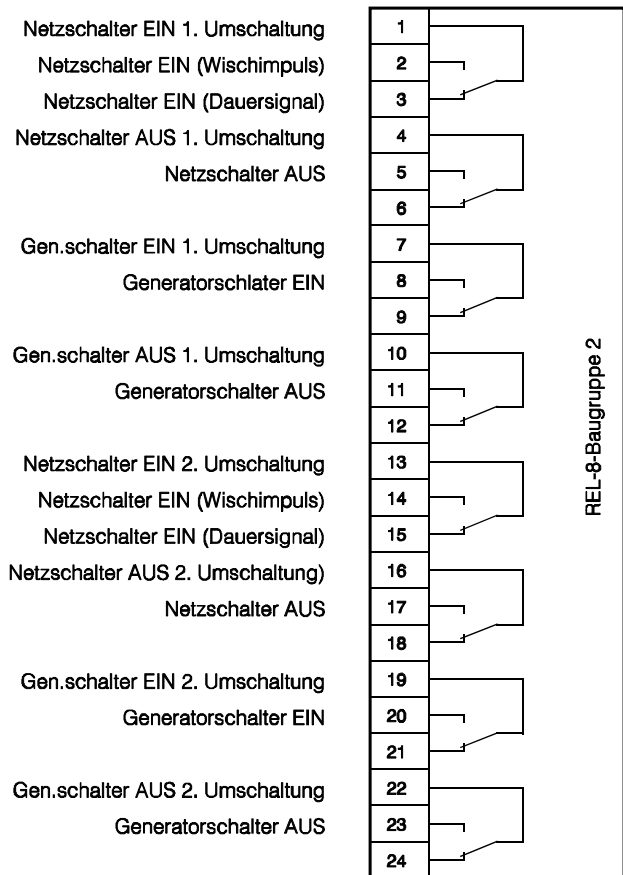 Netzschalter EIN 1. Umschaltung 1
Netzschalter EIN (Wischimpuls) 2
Netzschalter EIN (Dauersignal) 3
Netzschalter AUS 1. Umschaltung 4
Netzschalter AUS 5
6
Gen.schalter EIN 1. Umschaltung 7
Generatorschlater EIN 8
9
Gen.schalter AUS 1. Umschaltung 10
Generatorschalter AUS 11
12
Netzschalter EIN 2. Umschaltung 13
Netzschalter EIN (Wischimpuls) 14
Netzschalter EIN (Dauersignal) 15
Netzschalter AUS 2. Umschaltung) 16
Netzschalter AUS 17
18
Gen.schalter EIN 2. Umschaltung 19
Generatorschalter EIN 20
21
Gen.schalter AUS 2. Umschaltung 22
Generatorschalter AUS 23
24
REL-8-Baugruppe 2